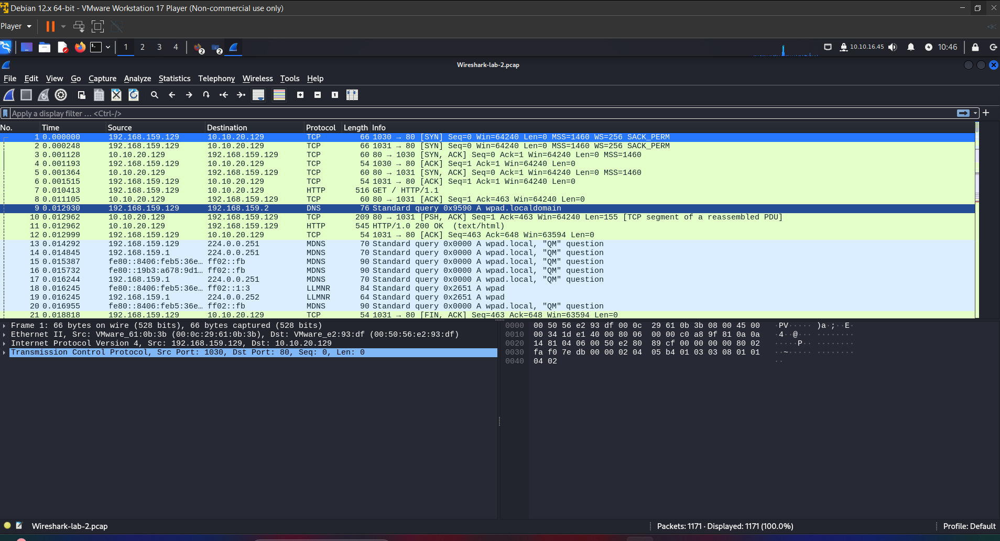 Debian 12.x 64-bit - VMware Workstation 17 Player (Non-commercial use only)
Player
1 2 3 4 2 2 10.10.16.45 10:46
Wireshark-lab-2.pcap
File Edit View Go Capture Analyze Statistics Telephony Wireless Tools Help
Apply a display filter ... <Ctrl-/>
No. Time Source Destination Protocol Length Info
1 0.000000 192.168.159.129 10.10.20.129 TCP 66 1030 → 80 [SYN] Seq=0 Win=64240 Len=0 MSS=1460 WS=256 SACK_PERM
2 0.000248 192.168.159.129 10.10.20.129 TCP 66 1031 → 80 [SYN] Seq=0 Win=64240 Len=0 MSS=1460 WS=256 SACK_PERM
3 0.001128 10.10.20.129 192.168.159.129 TCP 60 80 → 1030 [SYN, ACK] Seq=0 Ack=1 Win=64240 Len=0 MSS=1460
4 0.001193 192.168.159.129 10.10.20.129 TCP 54 1030 → 80 [ACK] Seq=1 Ack=1 Win=64240 Len=0
5 0.001364 10.10.20.129 192.168.159.129 TCP 60 80 → 1031 [SYN, ACK] Seq=0 Ack=1 Win=64240 Len=0 MSS=1460
6 0.001515 192.168.159.129 10.10.20.129 TCP 54 1031 → 80 [ACK] Seq=1 Ack=1 Win=64240 Len=0
7 0.010413 192.168.159.129 10.10.20.129 HTTP 516 GET / HTTP/1.1
8 0.011105 10.10.20.129 192.168.159.129 TCP 60 80 → 1031 [ACK] Seq=1 Ack=463 Win=64240 Len=0
9 0.012930 192.168.159.129 192.168.159.2 DNS 76 Standard query 0x9590 A wpad.localdomain
10 0.012962 10.10.20.129 192.168.159.129 TCP 209 80 → 1031 [PSH, ACK] Seq=1 Ack=463 Win=64240 Len=155 [TCP segment of a reassembled PDU]
11 0.012962 10.10.20.129 192.168.159.129 HTTP 545 HTTP/1.0 200 OK (text/html)
12 0.012999 192.168.159.129 10.10.20.129 TCP 54 1031 → 80 [ACK] Seq=463 Ack=648 Win=63594 Len=0
13 0.014292 192.168.159.129 224.0.0.251 MDNS 70 Standard query 0x0000 A wpad.local, "QM" question
14 0.014845 192.168.159.1 224.0.0.251 MDNS 70 Standard query 0x0000 A wpad.local, "QM" question
15 0.015387 fe80::8406:feb5:36e… ff02::fb MDNS 90 Standard query 0x0000 A wpad.local, "QM" question
16 0.015732 fe80::19b3:a678:9d1… ff02::fb MDNS 90 Standard query 0x0000 A wpad.local, "QM" question
17 0.016244 192.168.159.1 224.0.0.251 MDNS 70 Standard query 0x0000 A wpad.local, "QM" question
18 0.016245 fe80::8406:feb5:36e… ff02::1:3 LLMNR 84 Standard query 0x2651 A wpad
19 0.016245 192.168.159.1 224.0.0.252 LLMNR 64 Standard query 0x2651 A wpad
20 0.016955 fe80::8406:feb5:36e… ff02::fb MDNS 90 Standard query 0x0000 A wpad.local, "QM" question
21 0.018818 192.168.159.129 10.10.20.129 TCP 54 1031 → 80 [FIN, ACK] Seq=463 Ack=648 Win=63594 Len=0
Frame 1: 66 bytes on wire (528 bits), 66 bytes captured (528 bits)
Ethernet II, Src: VMware_61:0b:3b (00:0c:29:61:0b:3b), Dst: VMware_e2:93:df (00:50:56:e2:93:df)
Internet Protocol Version 4, Src: 192.168.159.129, Dst: 10.10.20.129
Transmission Control Protocol, Src Port: 1030, Dst Port: 80, Seq: 0, Len: 0
0000 00 50 56 e2 93 df 00 0c 29 61 0b 3b 08 00 45 00 ·PV·····)a·;··E·
0010 00 34 1d e1 40 00 80 06 00 00 c0 a8 9f 81 0a 0a ·4··@···········
0020 14 81 04 06 00 50 e2 80 89 cf 00 00 00 00 80 02 ·····P··········
0030 fa f0 7e db 00 00 02 04 05 b4 01 03 03 08 01 01 ··~·············
0040 04 02 ··
Wireshark-lab-2.pcap Packets: 1171 · Displayed: 1171 (100.0%) Profile: Default